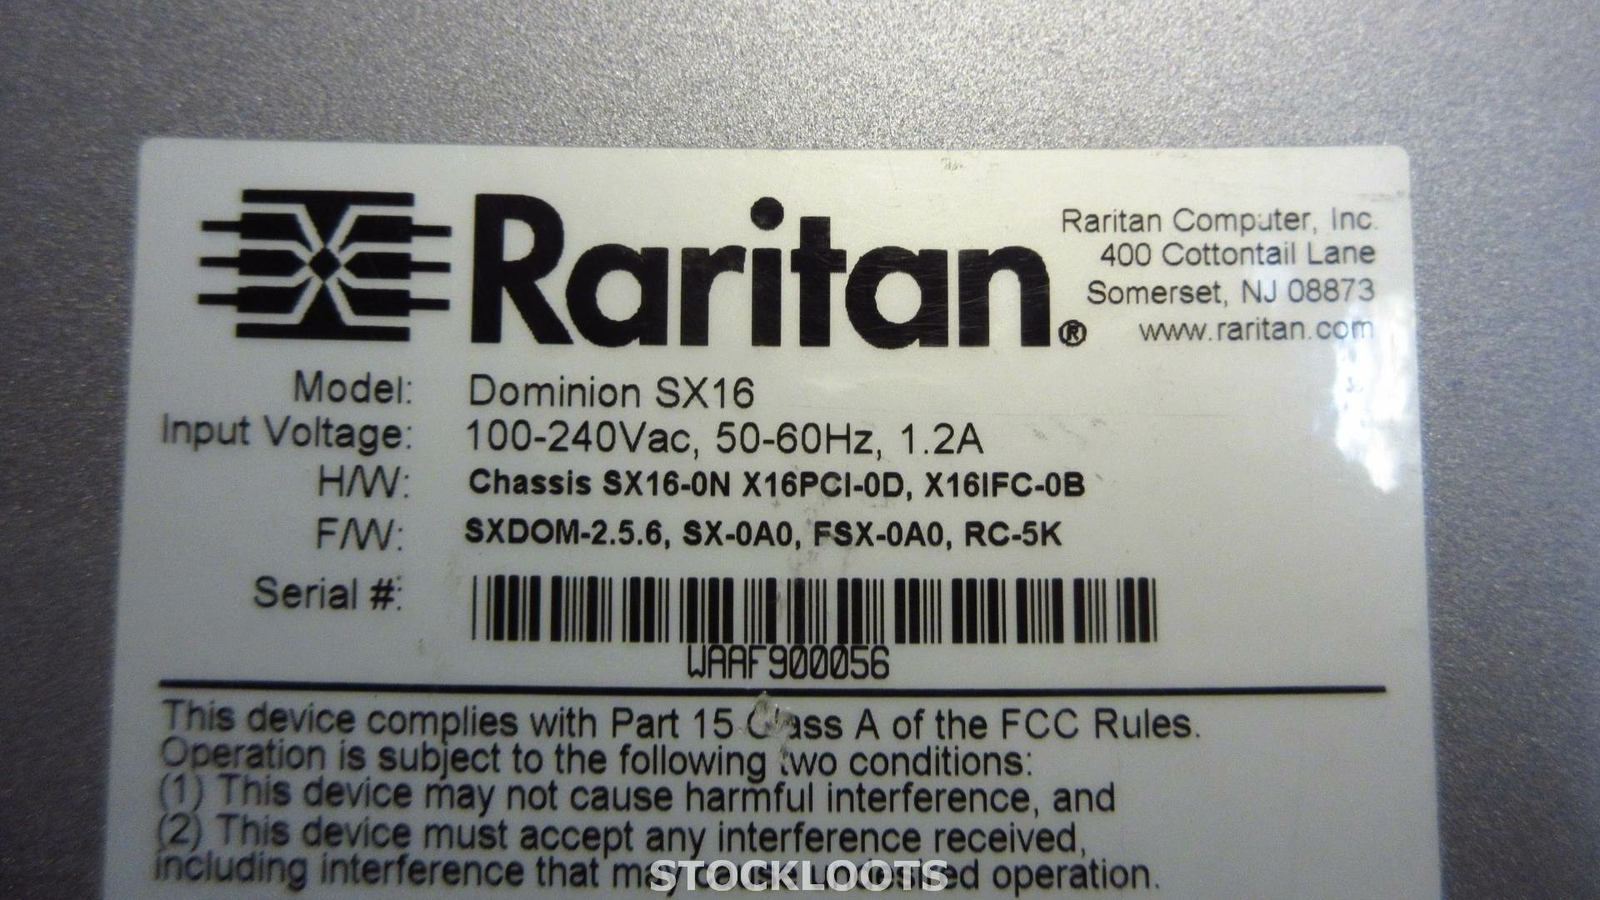 Raritan®
Raritan Computer, Inc.
400 Cottontail Lane
Somerset, NJ 08873
www.raritan.com
Model: Dominion SX16
Input Voltage: 100-240Vac, 50-60Hz, 1.2A
H/W: Chassis SX16-0N X16PCI-0D, X16IFC-0B
F/W: SXDOM-2.5.6, SX-0A0, FSX-0A0, RC-5K
Serial #:
WAAF900056
This device complies with Part 15 Class A of the FCC Rules.
Operation is subject to the following two conditions:
(1) This device may not cause harmful interference, and
(2) This device must accept any interference received,
including interference that may cause undesired operation.
STOCKLOOTS